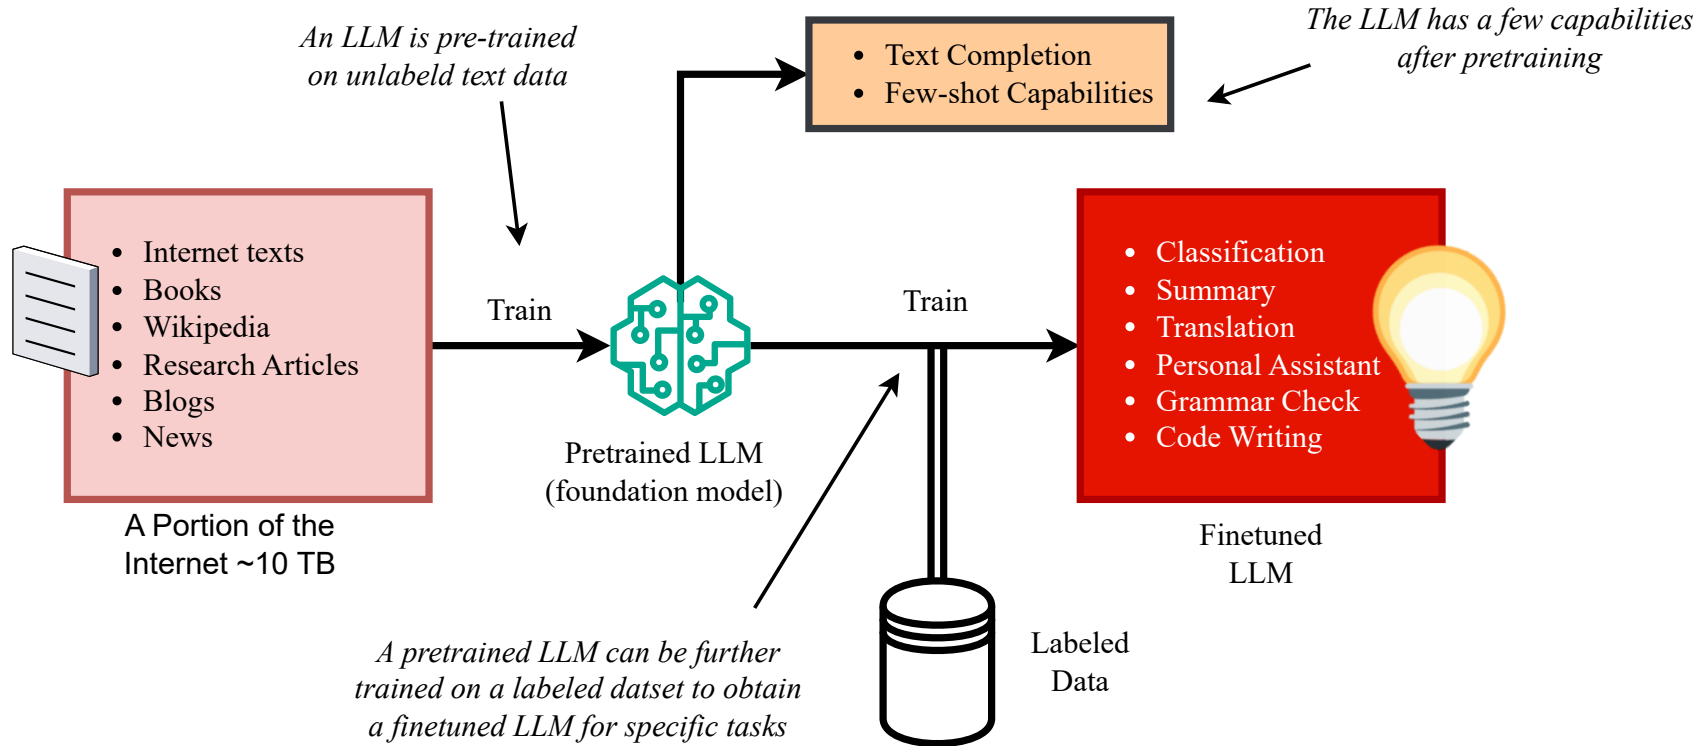 An LLM is pre-trained
on unlabeld text data
• Text Completion
• Few-shot Capabilities
The LLM has a few capabilities
after pretraining
• Internet texts
• Books
• Wikipedia
• Research Articles
• Blogs
• News
A Portion of the
Internet ~10 TB
Train
Pretrained LLM
(foundation model)
Train
• Classification
• Summary
• Translation
• Personal Assistant
• Grammar Check
• Code Writing
Finetuned
LLM
A pretrained LLM can be further
trained on a labeled datset to obtain
a finetuned LLM for specific tasks
Labeled
Data